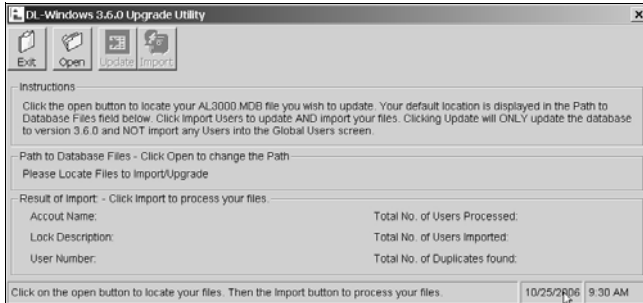 DL-Windows 3.6.0 Upgrade Utility
Exit Open Update Import
Instructions
Click the open button to locate your AL3000.MDB file you wish to update. Your default location is displayed in the Path to
Database Files field below. Click Import Users to update AND import your files. Clicking Update will ONLY update the database
to version 3.6.0 and NOT import any Users into the Global Users screen.
Path to Database Files - Click Open to change the Path
Please Locate Files to Import/Upgrade
Result of Import: - Click Import to process your files.
Accout Name: Total No. of Users Processed:
Lock Description: Total No. of Users Imported:
User Number: Total No. of Duplicates found:
Click on the open button to locate your files. Then the Import button to process your files. 10/25/2006 9:30 AM